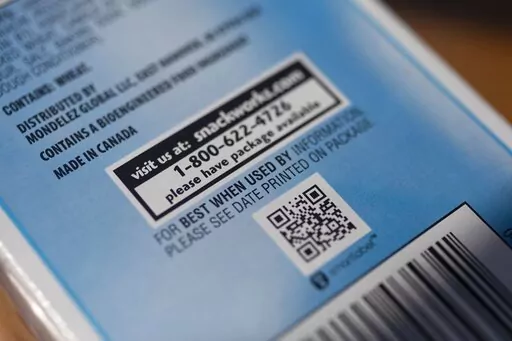 CONTAINS: WHEAT.
DISTRIBUTED BY
MONDELEZ GLOBAL LLC, EAST HANOVER,
CONTAINS A BIOENGINEERED FOOD INGREDIENT
MADE IN CANADA
visit us at: snackworks.com
1-800-622-4726
please have package available
FOR BEST WHEN USED BY INFORMATION
PLEASE SEE DATE PRINTED ON PACKAGE
smartlabel™